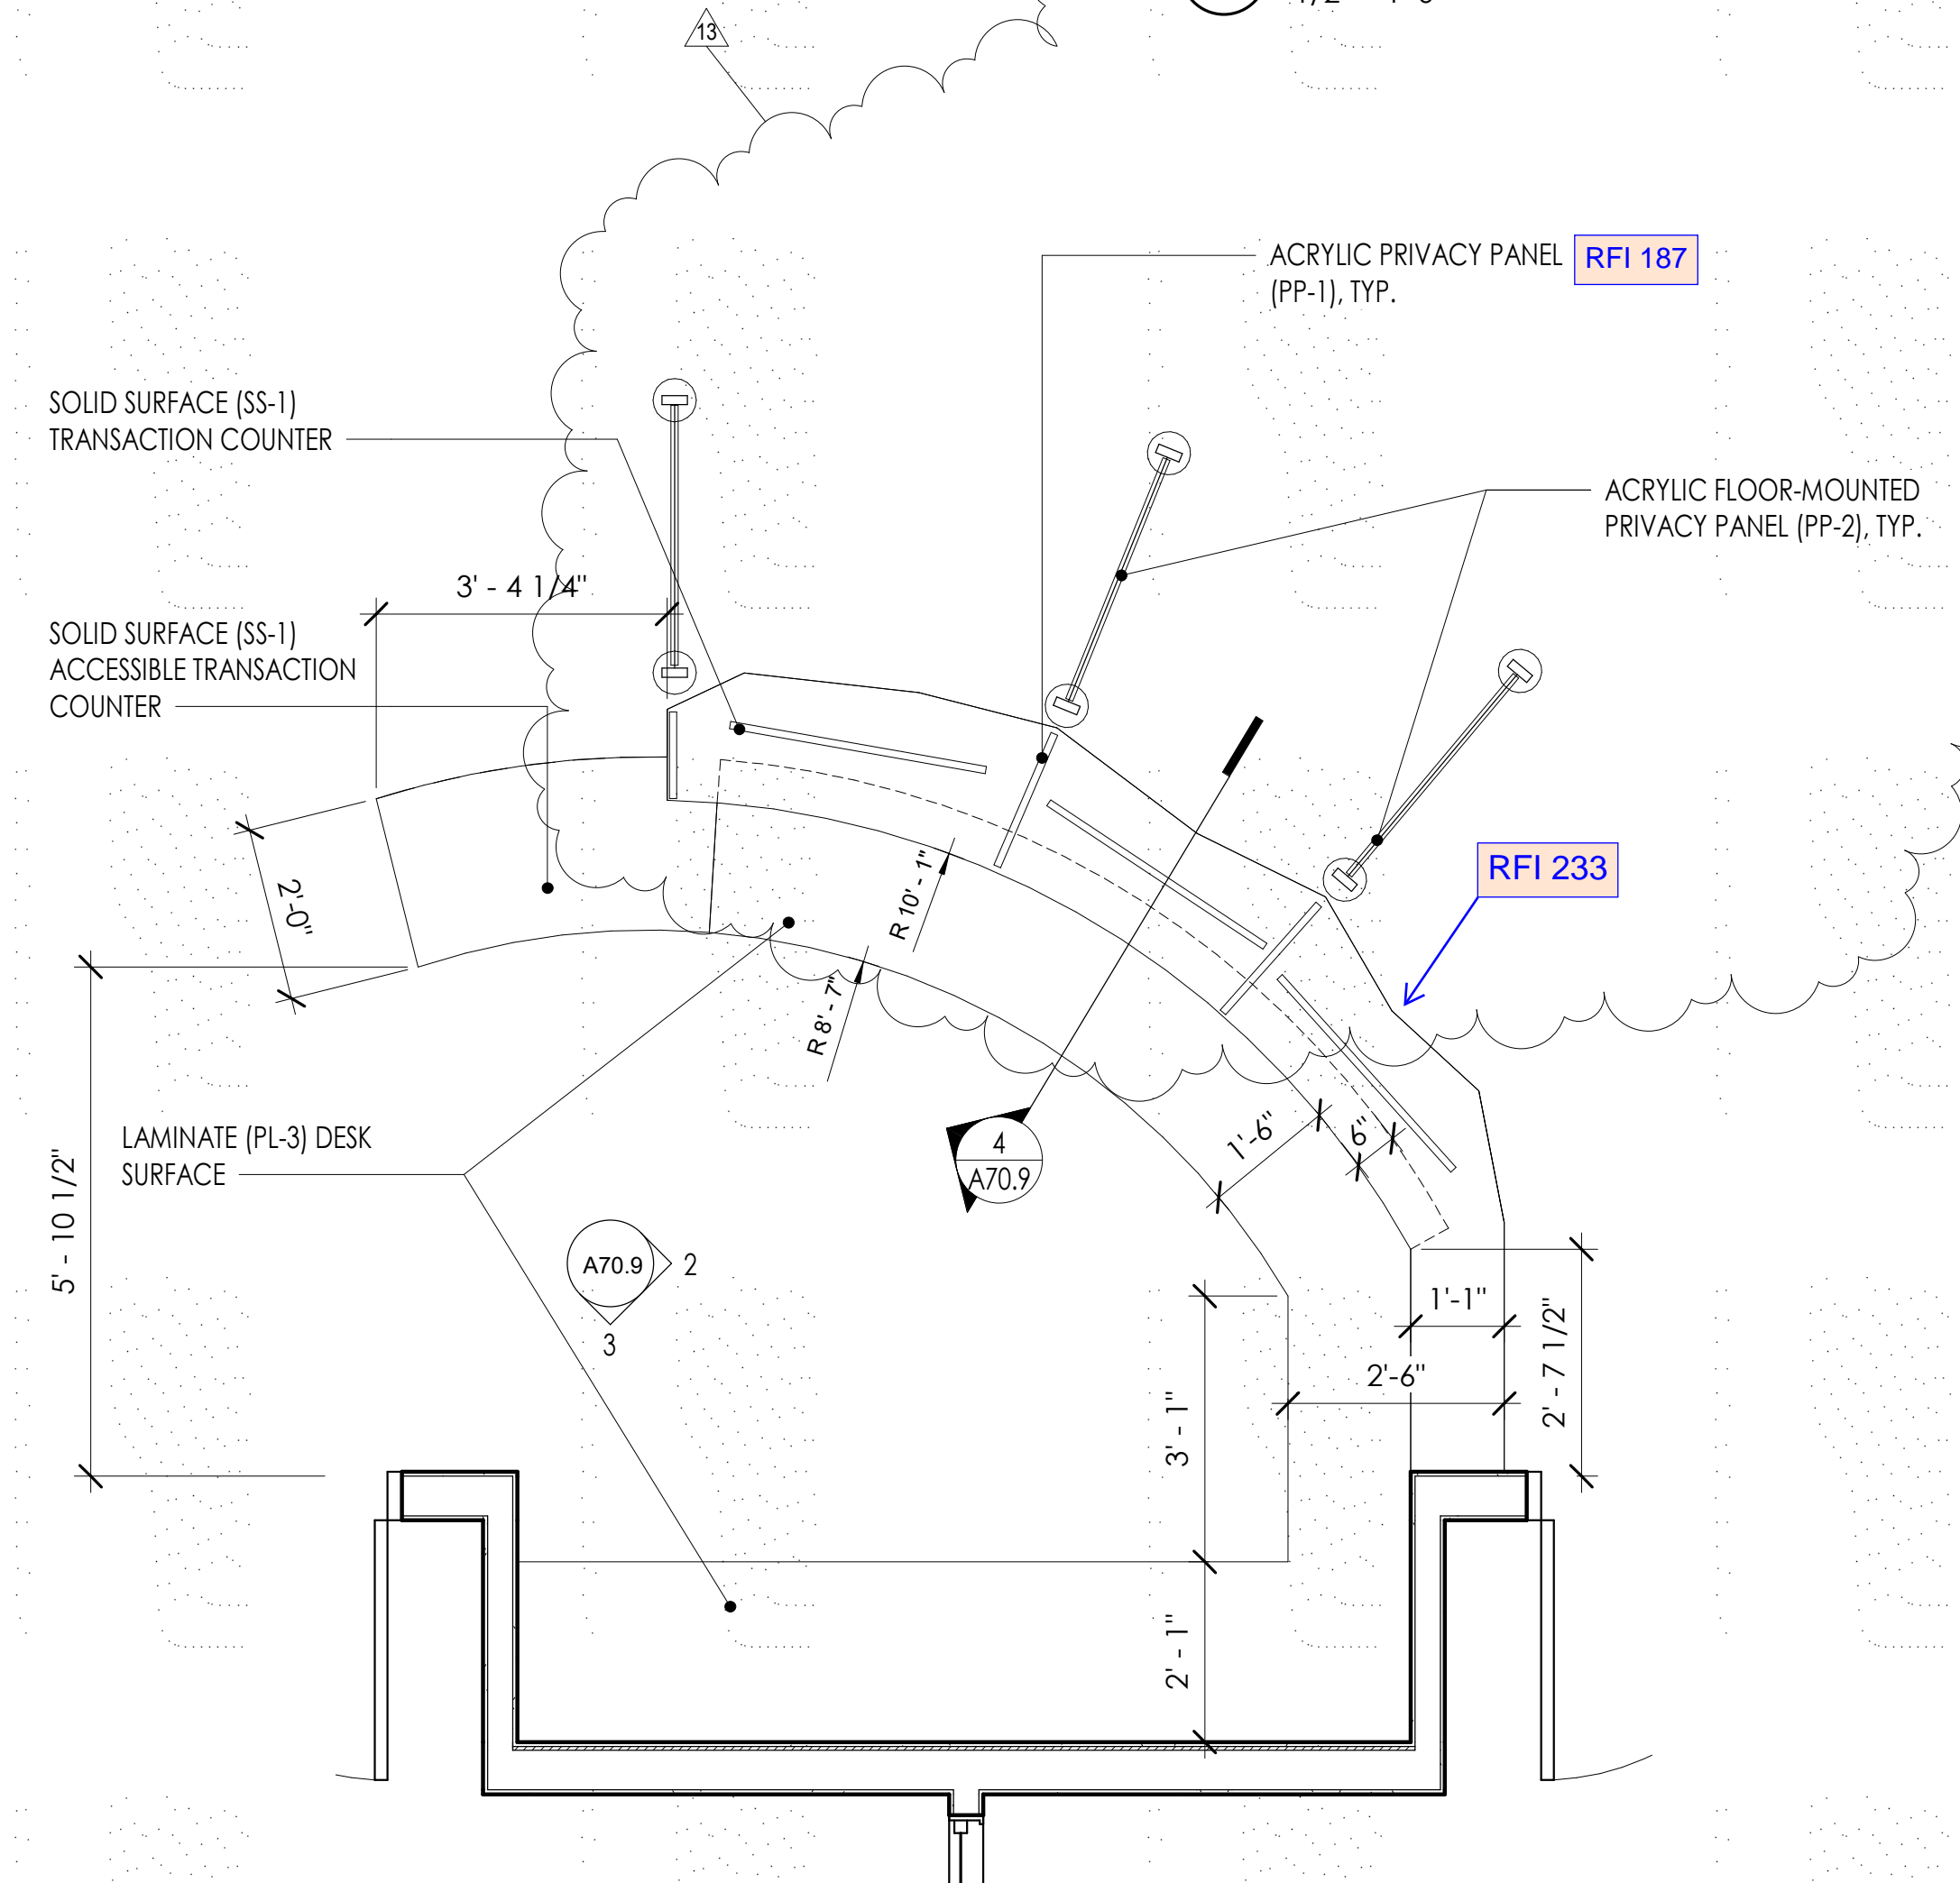 13
ACRYLIC PRIVACY PANEL
(PP-1), TYP.
RFI 187
SOLID SURFACE (SS-1)
TRANSACTION COUNTER
ACRYLIC FLOOR-MOUNTED
PRIVACY PANEL (PP-2), TYP.
3' - 4 1/4"
SOLID SURFACE (SS-1)
ACCESSIBLE TRANSACTION
COUNTER
RFI 233
2'-0"
R 10' - 1"
R 8' - 7"
LAMINATE (PL-3) DESK
SURFACE
4
A70.9
1'-6"
6"
5' - 10 1/2"
A70.9
2
3
1'-1"
2'-6"
2' - 7 1/2"
3' - 1"
2' - 1"